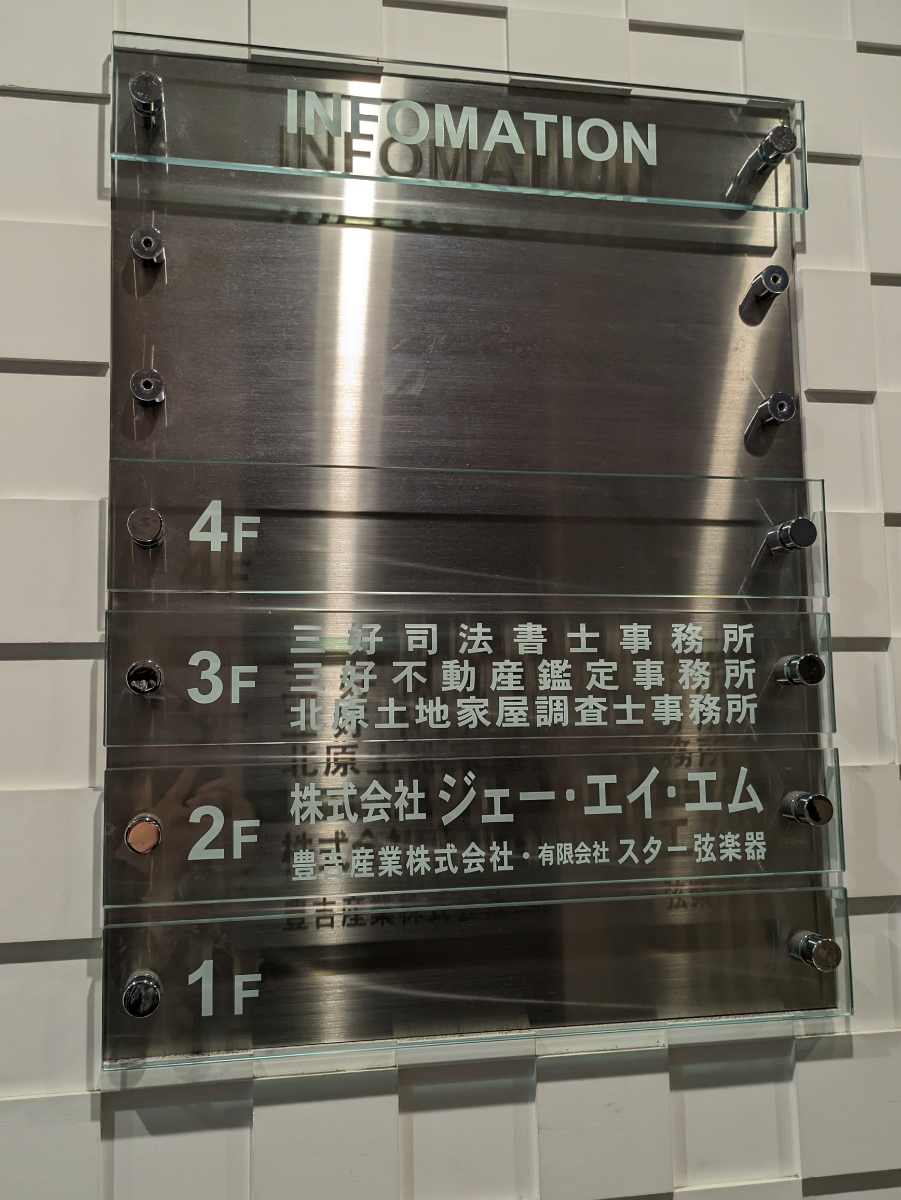 INFOMATION
4F
3F 三好司法書士事務所
三好不動産鑑定事務所
北原土地家屋調査士事務所
2F 株式会社 ジェー・エイ・エム
豊吉産業株式会社・有限会社 スター弦楽器
1F